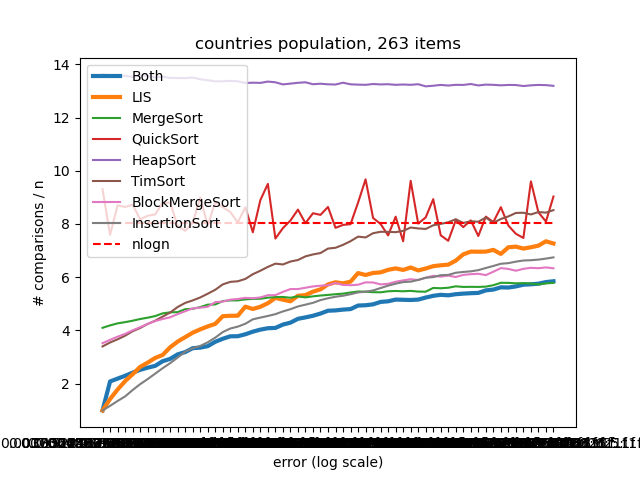 countries population, 263 items
# comparisons / n
14
12
10
8
6
4
2
Both
LIS
MergeSort
QuickSort
HeapSort
TimSort
BlockMergeSort
InsertionSort
nlogn
error (log scale)